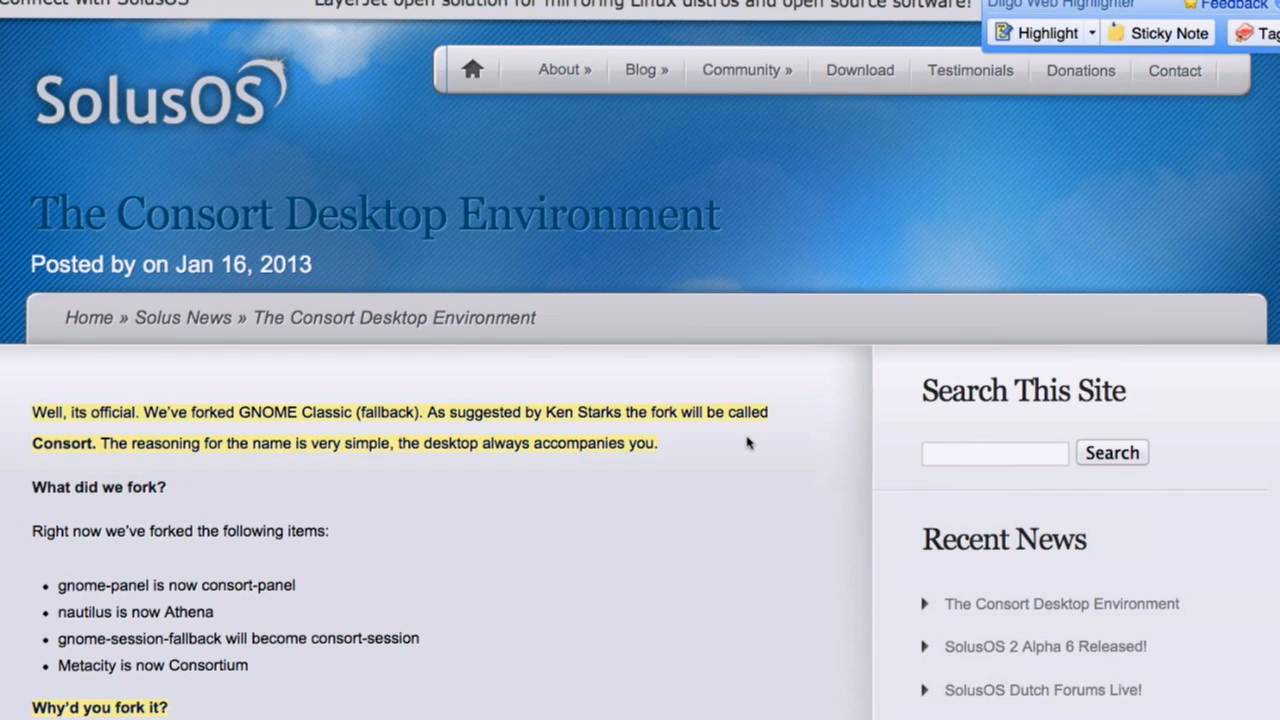 Connect with SolusOS
LayerJet open solution for mirroring Linux distros and open source software!
Diigo Web Highlighter
Feedback
Highlight
Sticky Note
Tag
SolusOS
About »
Blog »
Community »
Download
Testimonials
Donations
Contact
The Consort Desktop Environment
Posted by on Jan 16, 2013
Home » Solus News » The Consort Desktop Environment
Well, its official. We've forked GNOME Classic (fallback). As suggested by Ken Starks the fork will be called
Consort. The reasoning for the name is very simple, the desktop always accompanies you.
What did we fork?
Right now we've forked the following items:
• gnome-panel is now consort-panel
• nautilus is now Athena
• gnome-session-fallback will become consort-session
• Metacity is now Consortium
Why'd you fork it?
Search This Site
Search
Recent News
The Consort Desktop Environment
SolusOS 2 Alpha 6 Released!
SolusOS Dutch Forums Live!